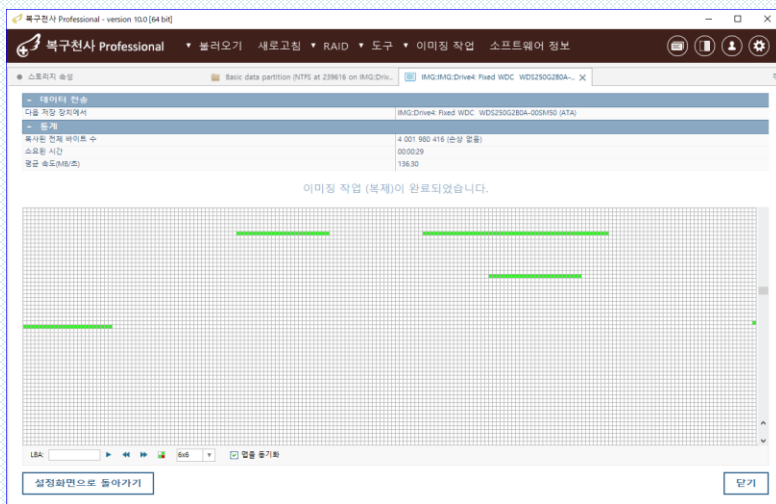 복구천사 Professional - version 10.0 [64 bit]
복구천사 Professional ▼ 불러오기 새로고침 ▼ RAID ▼ 도구 ▼ 이미징 작업 소프트웨어 정보
스토리지 속성 Basic data partition (NTFS at 239616 on IMG:Driv... IMG:IMG:Drive4: Fixed WDC WDS250G2B0A-...
− 데이터 전송
다음 저장 장치에서 IMG:Drive4: Fixed WDC WDS250G2B0A-00SM50 (ATA)
− 통계
복사된 전체 바이트 수 4 001 980 416 (손상 없음)
소요된 시간 00:00:29
평균 속도(MB/초) 136.30
이미징 작업 (복제)이 완료되었습니다.
LBA: 6x6 맵을 동기화
설정화면으로 돌아가기 닫기